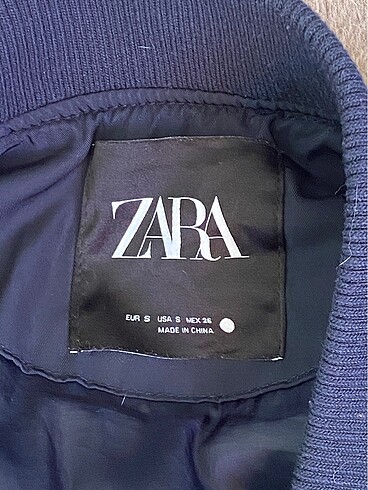 ZARA
EUR S USA S MEX 26
MADE IN CHINA